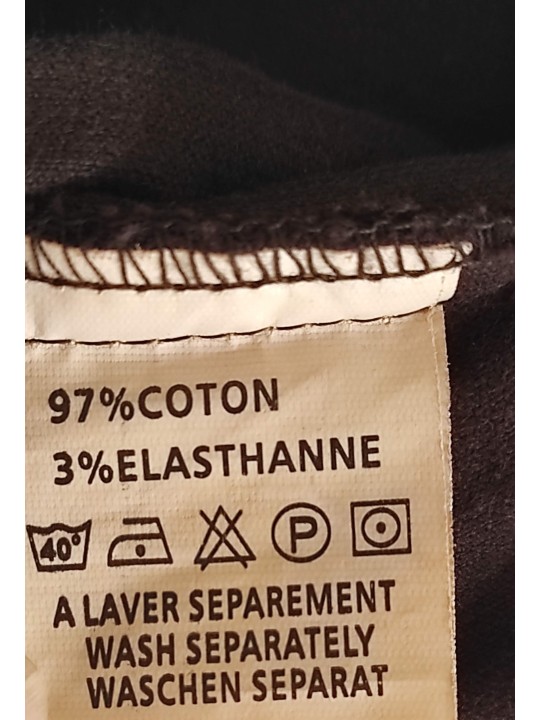 97%COTON
3%ELASTHANNE
40° P
A LAVER SEPAREMENT
WASH SEPARATELY
WASCHEN SEPARAT